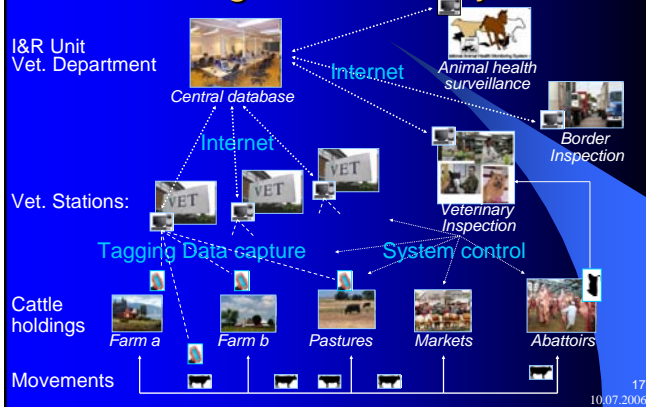 I&R Unit
Vet. Department
Central database
Internet
Animal health
surveillance
Border
Inspection
Internet
VET
VET
VET
Vet. Stations:
Veterinary
Inspection
Tagging Data capture
System control
Cattle
holdings
Farm a
Farm b
Pastures
Markets
Abattoirs
Movements
17
10.07.2006